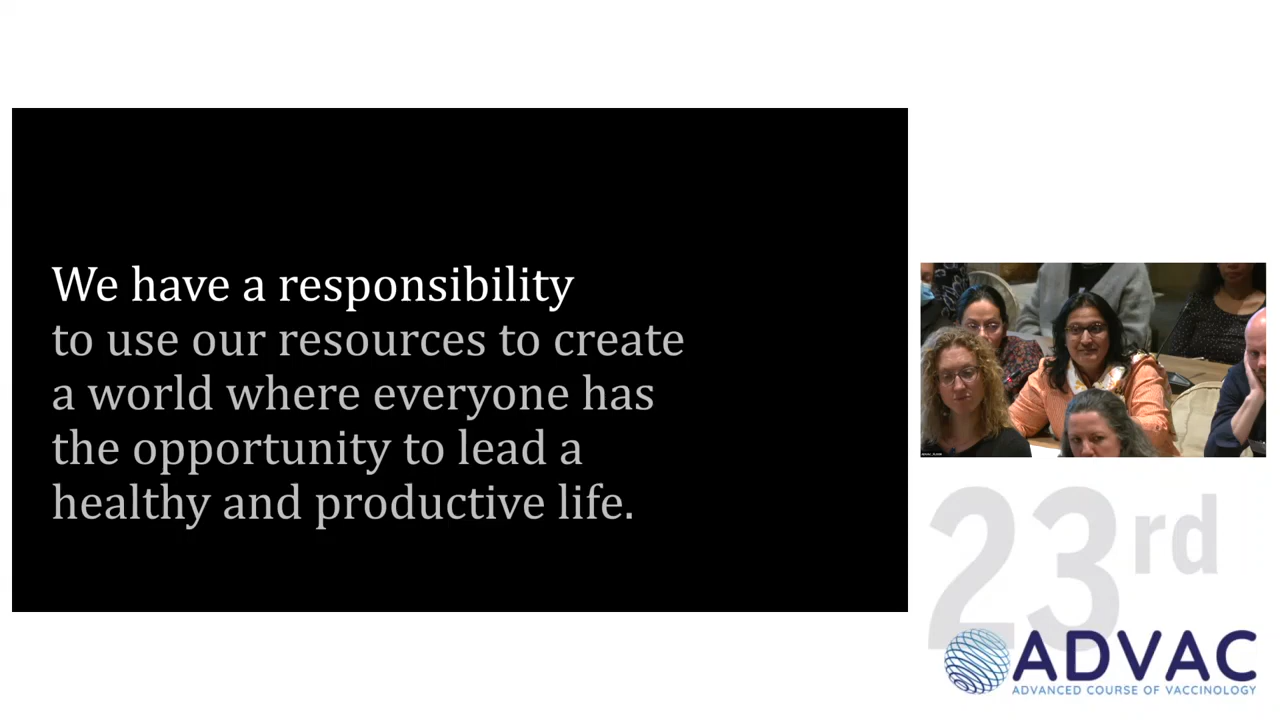 We have a responsibility
to use our resources to create
a world where everyone has
the opportunity to lead a
healthy and productive life.
23rd
ADVAC
ADVANCED COURSE OF VACCINOLOGY